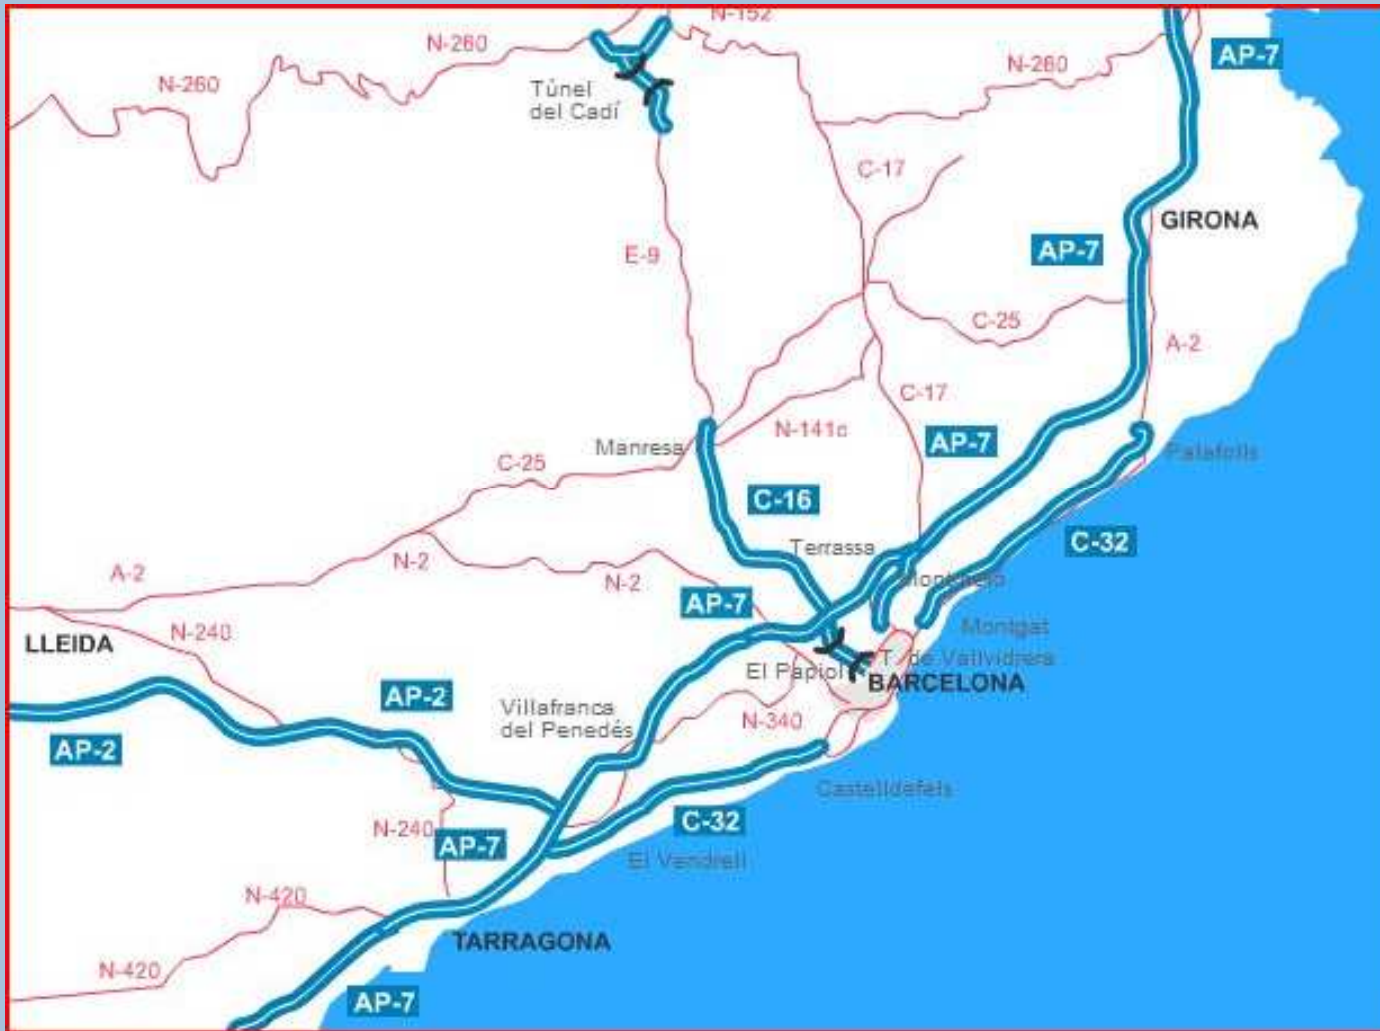 N-152
N-260
AP-7
N-260
N-260
Túnel
del Cadí
C-17
GIRONA
AP-7
E-9
C-25
A-2
C-17
N-141c
AP-7
Manresa
Palafolls
C-25
C-16
C-32
Terrassa
N-2
A-2
N-2
Montmeló
AP-7
Montgat
N-240
LLEIDA
T. de Vallvidrera
El Papiol
BARCELONA
AP-2
Villafranca
del Penedés
N-340
AP-2
Castelldefels
C-32
N-240
AP-7
El Vendrell
N-420
TARRAGONA
N-420
AP-7